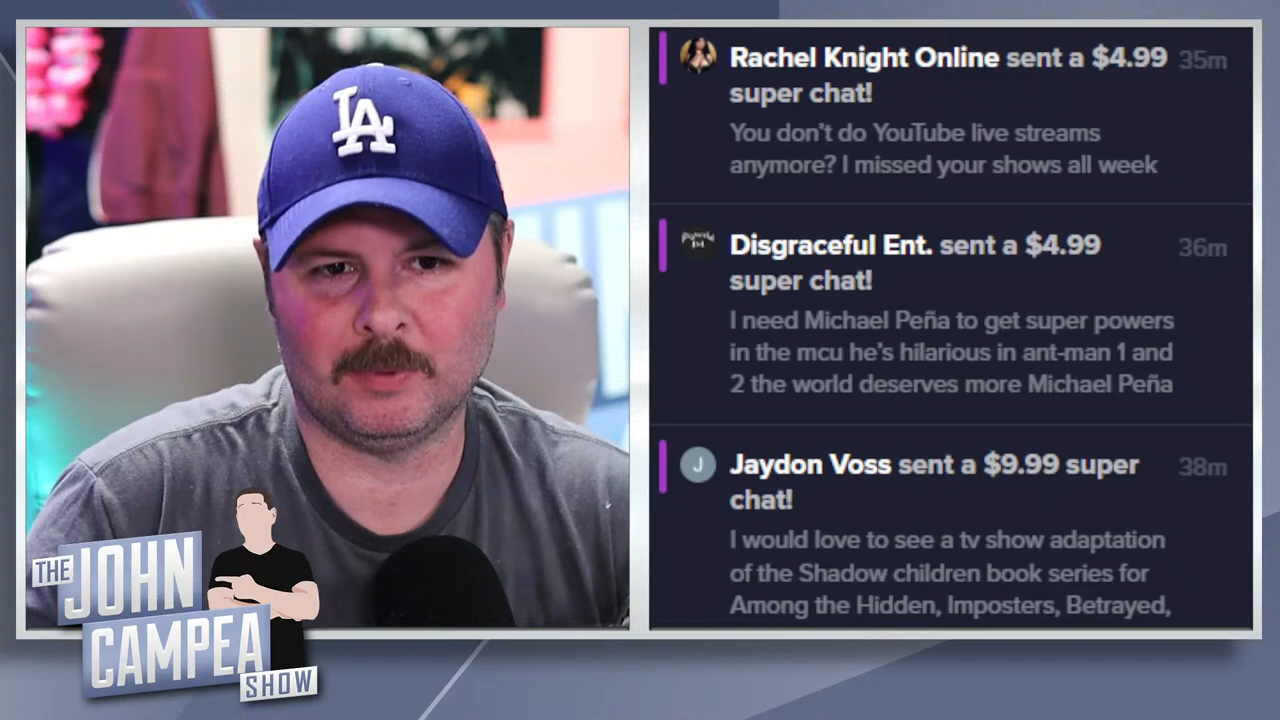 LA
THE
JOHN
CAMPEA
SHOW
Rachel Knight Online sent a $4.99 35m
super chat!
You don't do YouTube live streams
anymore? I missed your shows all week
Disgraceful Ent. sent a $4.99 36m
super chat!
I need Michael Peña to get super powers
in the mcu he's hilarious in ant-man 1 and
2 the world deserves more Michael Peña
J
Jaydon Voss sent a $9.99 super 38m
chat!
I would love to see a tv show adaptation
of the Shadow children book series for
Among the Hidden, Imposters, Betrayed,